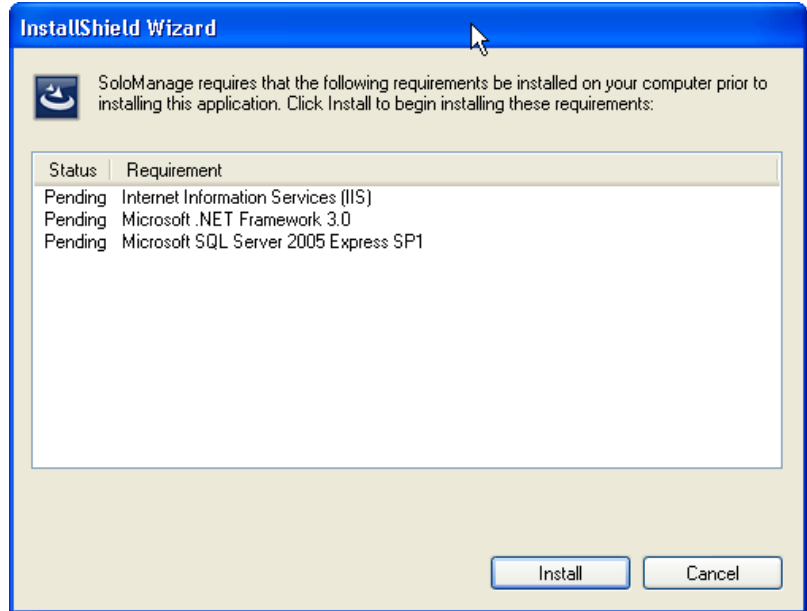 InstallShield Wizard
SoloManage requires that the following requirements be installed on your computer prior to
installing this application. Click Install to begin installing these requirements:
Status Requirement
Pending Internet Information Services (IIS)
Pending Microsoft .NET Framework 3.0
Pending Microsoft SQL Server 2005 Express SP1
Install Cancel